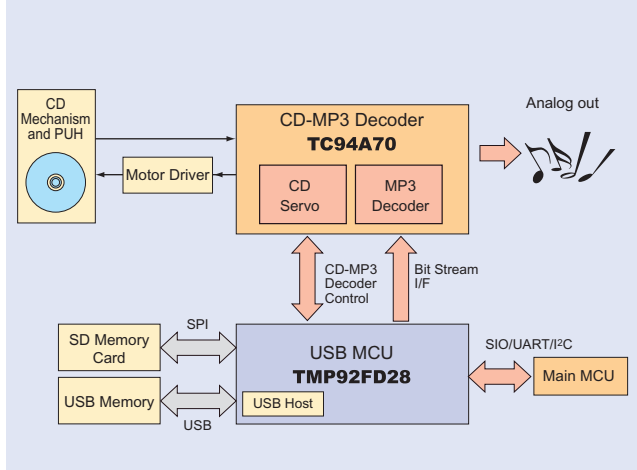 CD
Mechanism
and PUH
Motor Driver
CD-MP3 Decoder
TC94A70
CD
Servo
MP3
Decoder
Analog out
CD-MP3
Decoder
Control
Bit Stream
I/F
SD Memory
Card
SPI
USB Memory
USB
USB MCU
TMP92FD28
USB Host
SIO/UART/I²C
Main MCU